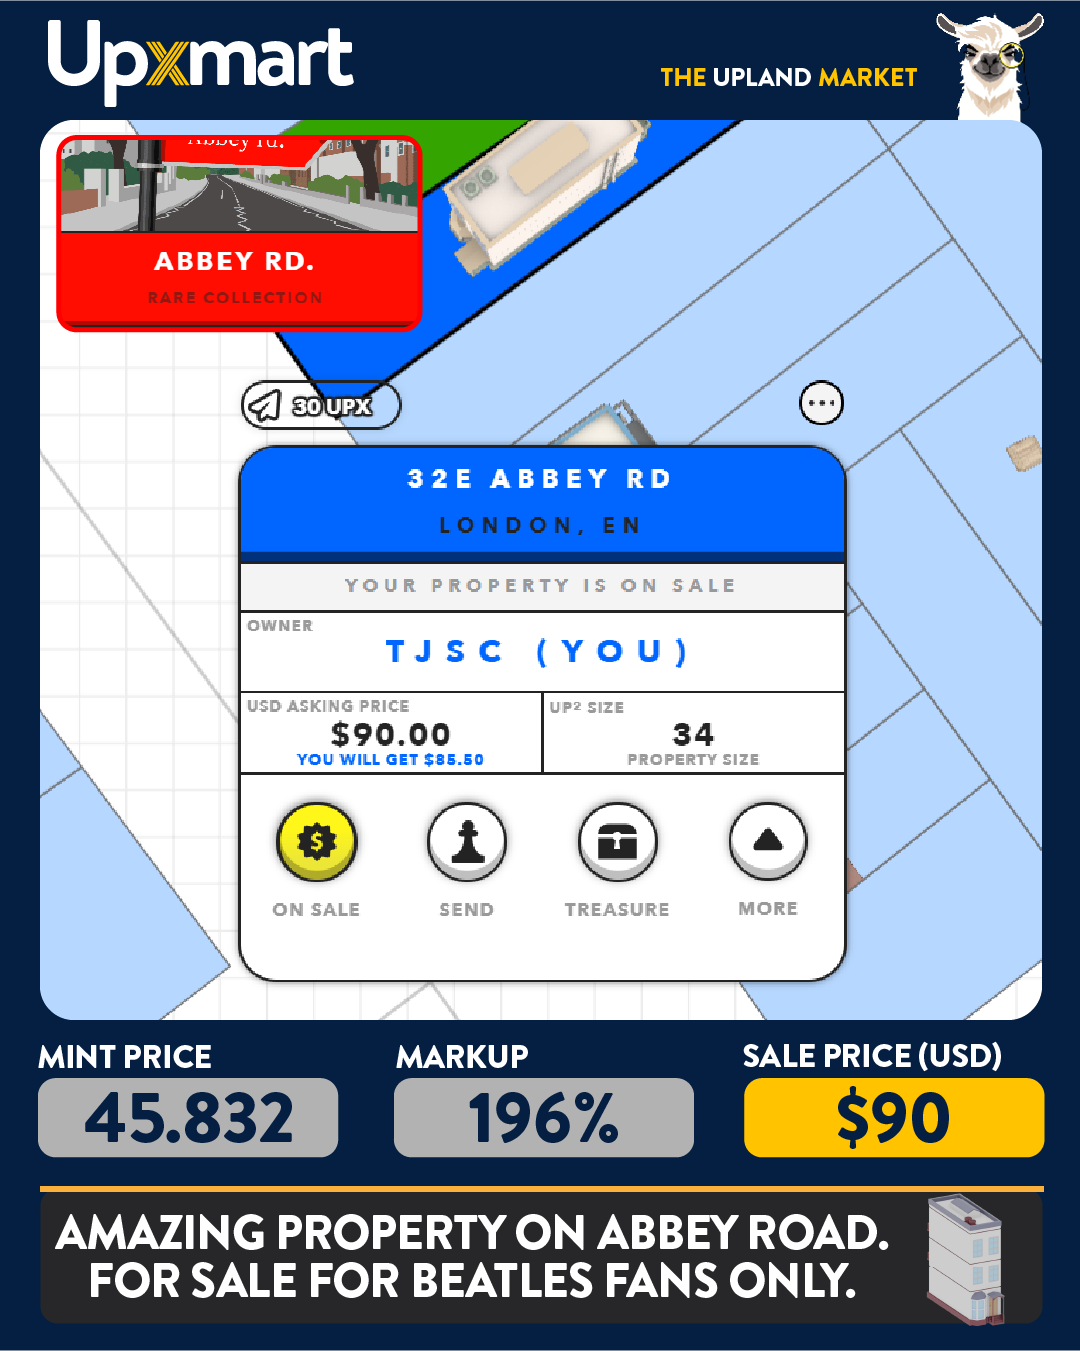 Upxmart
THE UPLAND MARKET
Abbey rd.
ABBEY RD.
RARE COLLECTION
30 UPX
32E ABBEY RD
LONDON, EN
YOUR PROPERTY IS ON SALE
OWNER
TJSC (YOU)
USD ASKING PRICE
$90.00
YOU WILL GET $85.50
UP² SIZE
34
PROPERTY SIZE
ON SALE
SEND
TREASURE
MORE
MINT PRICE
45.832
MARKUP
196%
SALE PRICE (USD)
$90
AMAZING PROPERTY ON ABBEY ROAD.
FOR SALE FOR BEATLES FANS ONLY.